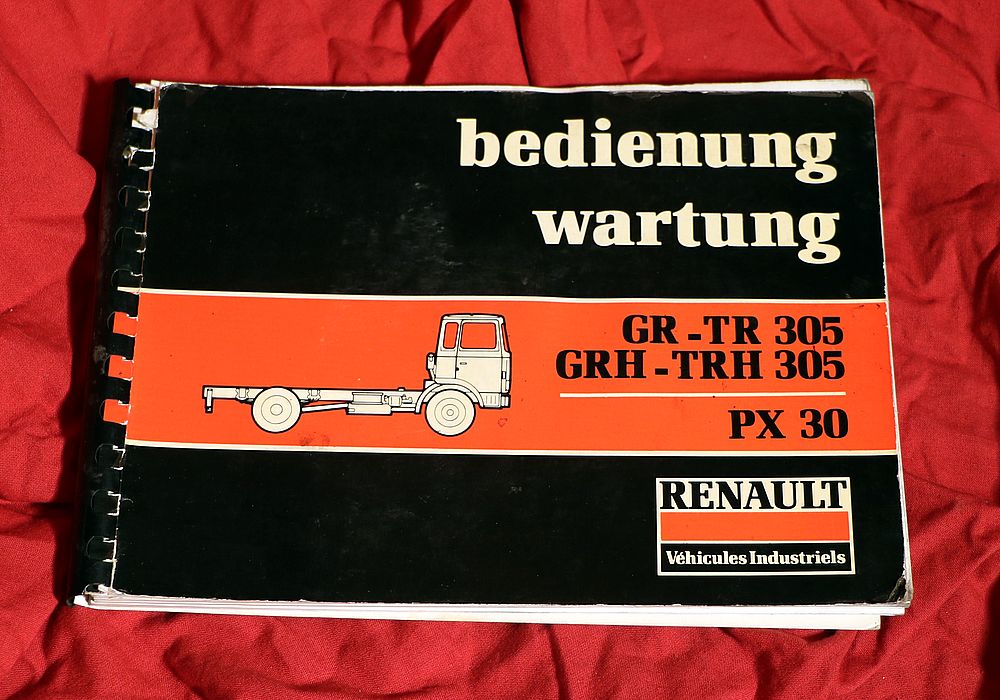 bedienung
wartung
GR-TR 305
GRH-TRH 305
PX 30
RENAULT
Véhicules Industriels